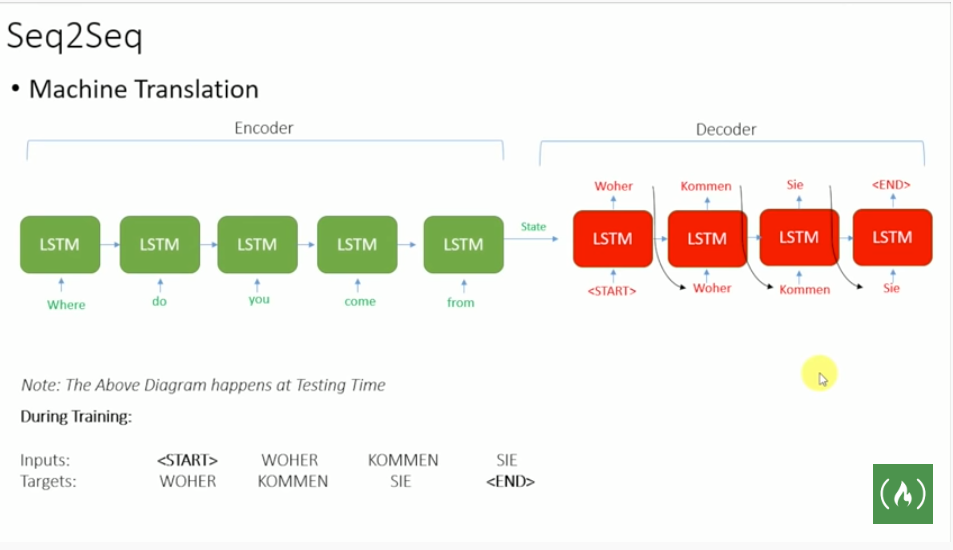 Seq2Seq
• Machine Translation
Encoder
Decoder
Woher Kommen Sie <END>
LSTM LSTM LSTM LSTM LSTM State LSTM LSTM LSTM LSTM
Where do you come from <START> Woher Kommen Sie
Note: The Above Diagram happens at Testing Time
During Training:
Inputs: <START> WOHER KOMMEN SIE
Targets: WOHER KOMMEN SIE <END>